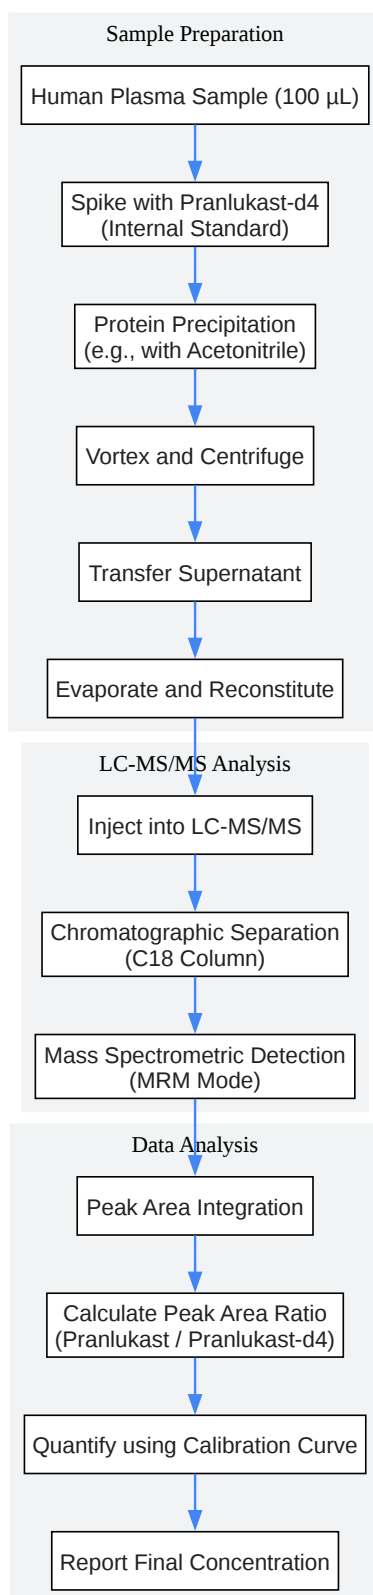 Sample Preparation
Human Plasma Sample (100 µL)
Spike with Pranlukast-d4
(Internal Standard)
Protein Precipitation
(e.g., with Acetonitrile)
Vortex and Centrifuge
Transfer Supernatant
Evaporate and Reconstitute
LC-MS/MS Analysis
Inject into LC-MS/MS
Chromatographic Separation
(C18 Column)
Mass Spectrometric Detection
(MRM Mode)
Data Analysis
Peak Area Integration
Calculate Peak Area Ratio
(Pranlukast / Pranlukast-d4)
Quantify using Calibration Curve
Report Final Concentration